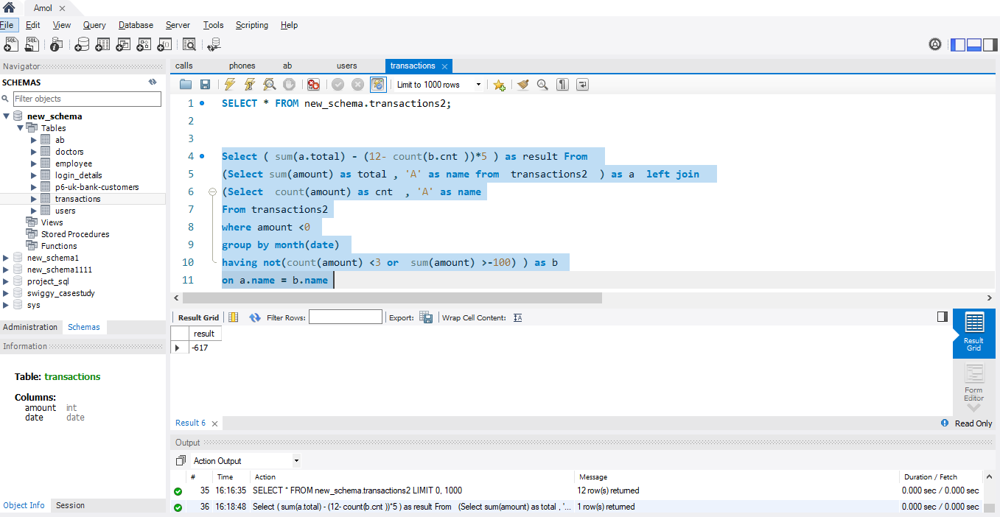 Amol
File Edit View Query Database Server Tools Scripting Help
Navigator
SCHEMAS
Filter objects
new_schema
Tables
ab
doctors
employee
login_details
p6-uk-bank-customers
transactions
users
Views
Stored Procedures
Functions
new_schema1
new_schema1111
project_sql
swiggy_casestudy
sys
Administration Schemas
Information
Table: transactions
Columns:
amount int
date date
Object Info Session
calls phones ab users transactions
Limit to 1000 rows
1 SELECT * FROM new_schema.transactions2;
2
3
4 Select ( sum(a.total) - (12- count(b.cnt ))*5 ) as result From
5 (Select sum(amount) as total , 'A' as name from transactions2 ) as a left join
6 (Select count(amount) as cnt , 'A' as name
7 From transactions2
8 where amount <0
9 group by month(date)
10 having not(count(amount) <3 or sum(amount) >-100) ) as b
11 on a.name = b.name
Result Grid Filter Rows: Export: Wrap Cell Content: IA
result
-617
Result Grid
Form Editor
Result 6
Read Only
Output
Action Output
# Time Action Message Duration / Fetch
35 16:16:35 SELECT * FROM new_schema.transactions2 LIMIT 0, 1000 12 row(s) returned 0.000 sec / 0.000 sec
36 16:18:48 Select ( sum(a.total) - (12- count(b.cnt ))*5 ) as result From (Select sum(amount) as total , '... 1 row(s) returned 0.000 sec / 0.000 sec